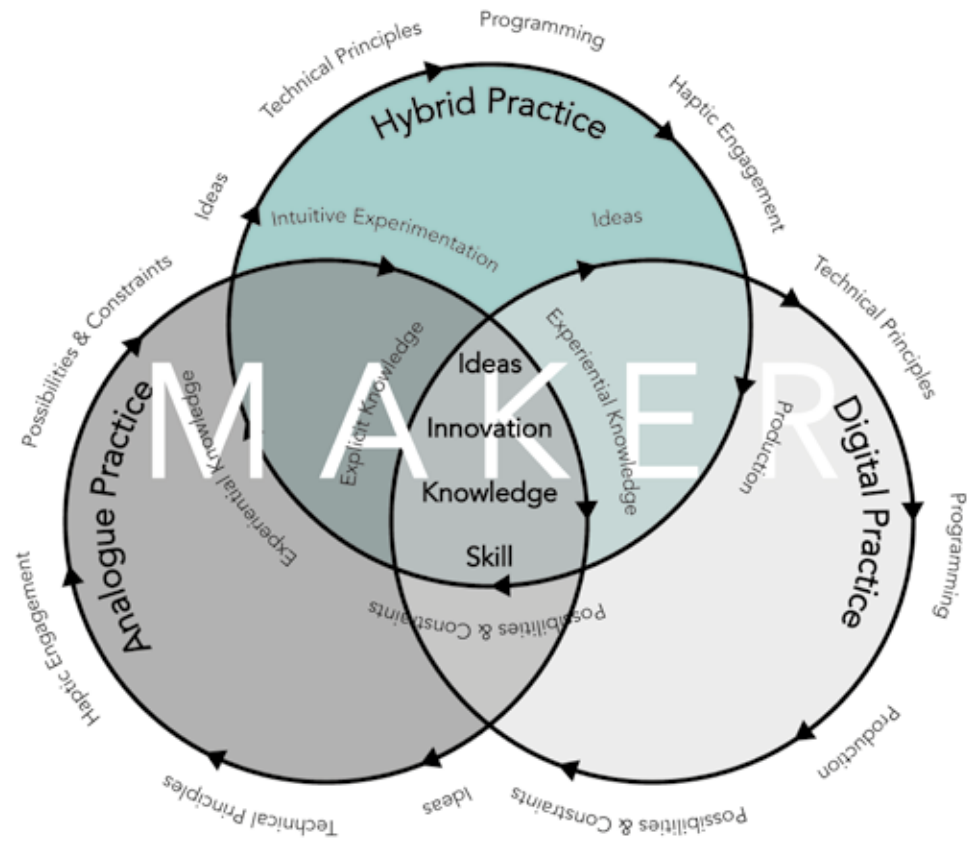 Programming
Technical Principles
Hybrid Practice
Haptic Engagement
Ideas
Intuitive Experimentation
Ideas
Possibilities & Constraints
Technical Principles
Explicit Knowledge
Experiential Knowledge
Ideas
MAKER
Experiential Knowledge
Analogue Practice
Innovation
Production
Digital Practice
Knowledge
Skill
Programming
Haptic Engagement
Possibilities & Constraints
Production
Technical Principles
Ideas
Possibilities & Constraints